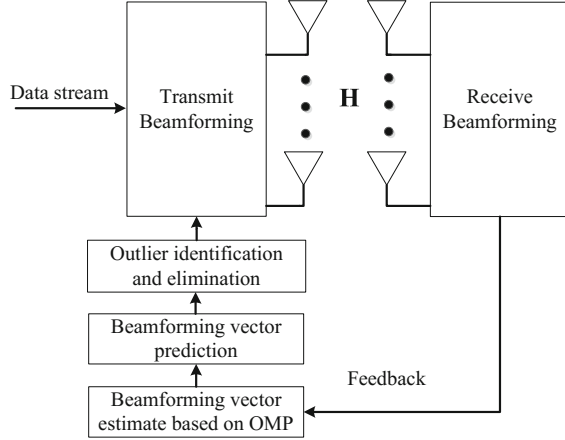 Data stream
Transmit
Beamforming
H
Receive
Beamforming
Outlier identification
and elimination
Beamforming vector
prediction
Beamforming vector
estimate based on OMP
Feedback